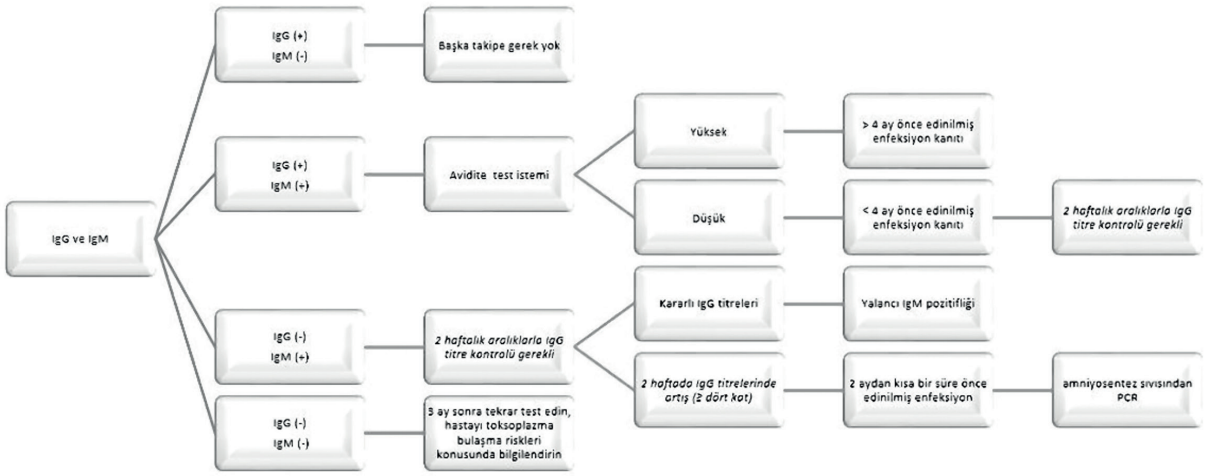 IgG ve IgM
IgG (+)
IgM (-)
Başka takipe gerek yok
IgG (+)
IgM (+)
Avidite test istemi
Yüksek
> 4 ay önce edinilmiş
enfeksiyon kanıtı
Düşük
< 4 ay önce edinilmiş
enfeksiyon kanıtı
2 haftalık aralıklarla IgG
titre kontrolü gerekli
IgG (-)
IgM (+)
2 haftalık aralıklarla IgG
titre kontrolü gerekli
Kararlı IgG titreleri
Yalancı IgM pozitifliği
2 haftada IgG titrelerinde
artış (≥ dört kat)
2 aydan kısa bir süre önce
edinilmiş enfeksiyon
amniyosentez sıvısından
PCR
IgG (-)
IgM (-)
3 ay sonra tekrar test edin,
hastayı toksoplazma
bulaşma riskleri
konusunda bilgilendirin